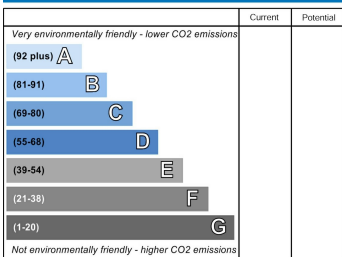 Current Potential
Very environmentally friendly - lower CO2 emissions
(92 plus) A
(81-91) B
(69-80) C
(55-68) D
(39-54) E
(21-38) F
(1-20) G
Not environmentally friendly - higher CO2 emissions